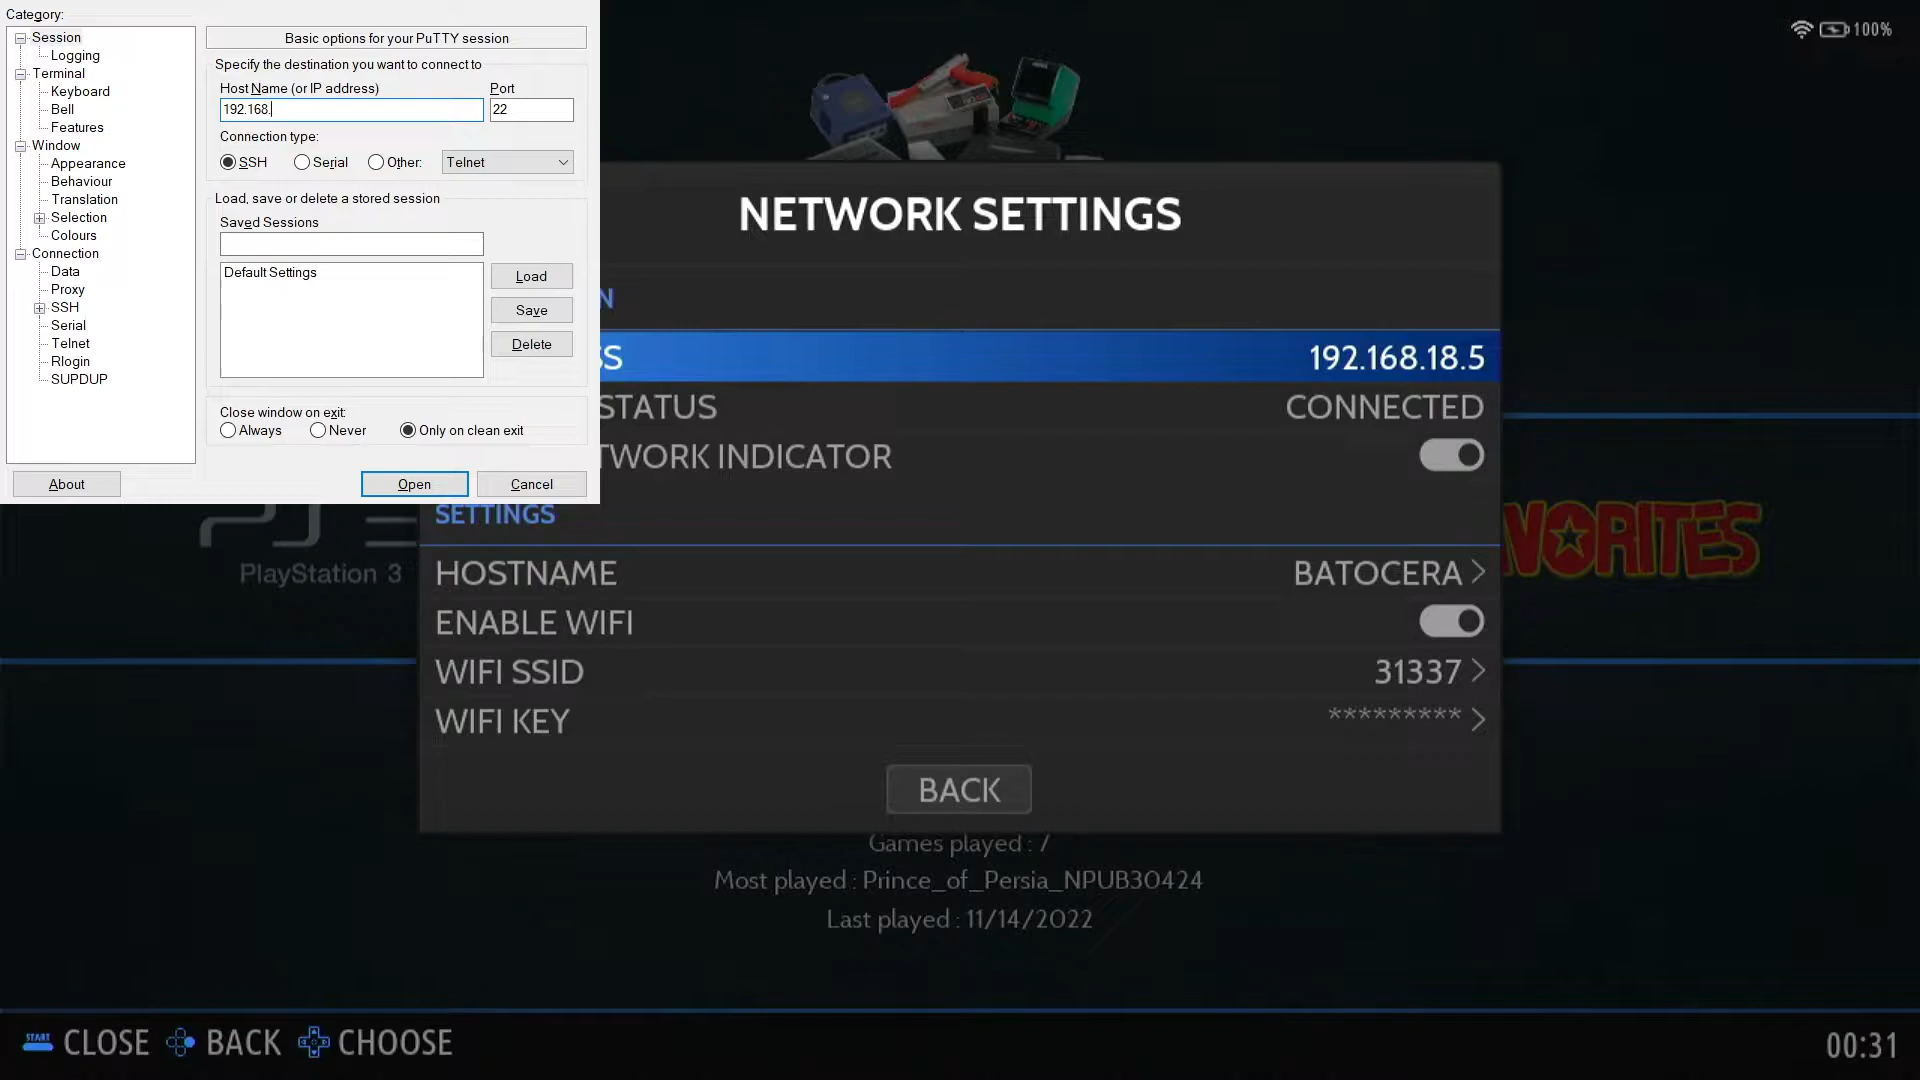 Category:
Session
Logging
Terminal
Keyboard
Bell
Features
Window
Appearance
Behaviour
Translation
Selection
Colours
Connection
Data
Proxy
SSH
Serial
Telnet
Rlogin
SUPDUP
Basic options for your PuTTY session
Specify the destination you want to connect to
Host Name (or IP address) Port
192.168. 22
Connection type:
SSH Serial Other: Telnet
Load, save or delete a stored session
Saved Sessions
Default Settings
Load
Save
Delete
Close window on exit:
Always Never Only on clean exit
About Open Cancel
100%
NETWORK SETTINGS
N
SS 192.168.18.5
STATUS CONNECTED
TWORK INDICATOR
SETTINGS
HOSTNAME BATOCERA >
ENABLE WIFI
WIFI SSID 31337 >
WIFI KEY ********* >
BACK
PS3
PlayStation 3
VORITES
Games played : 7
Most played : Prince_of_Persia_NPUB30424
Last played : 11/14/2022
START CLOSE BACK CHOOSE
00:31